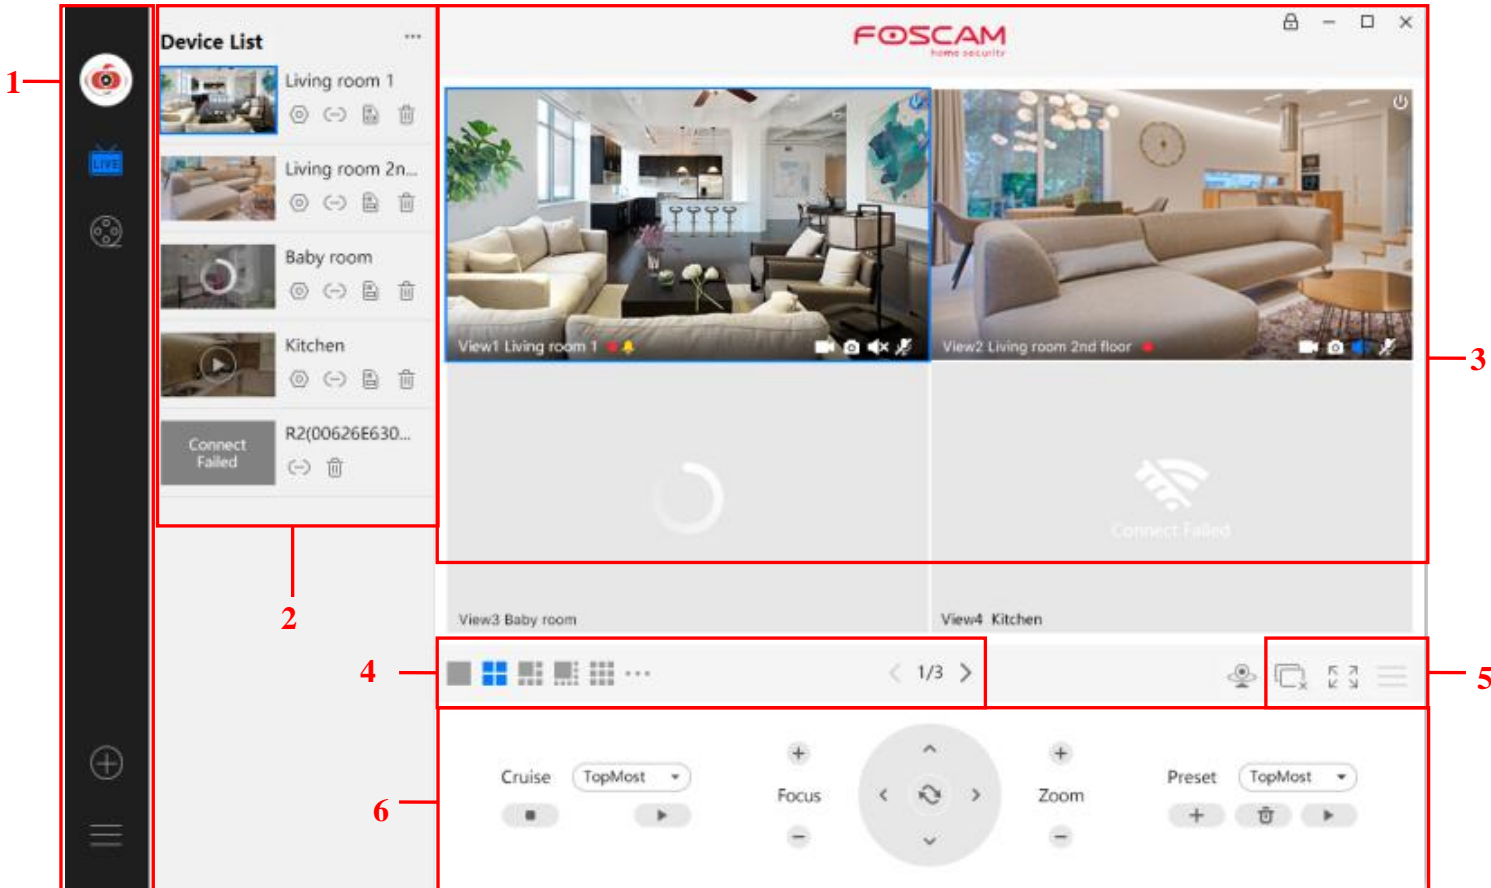 FOSCAM
home security
Device List
1
LIVE
Living room 1
Living room 2n...
Baby room
Kitchen
Connect
Failed
R2(00626E630...
2
View1 Living room 1
View2 Living room 2nd floor
3
Connect Failed
View3 Baby room
View4 Kitchen
4
1/3
5
6
Cruise
TopMost
Focus
Zoom
Preset
TopMost